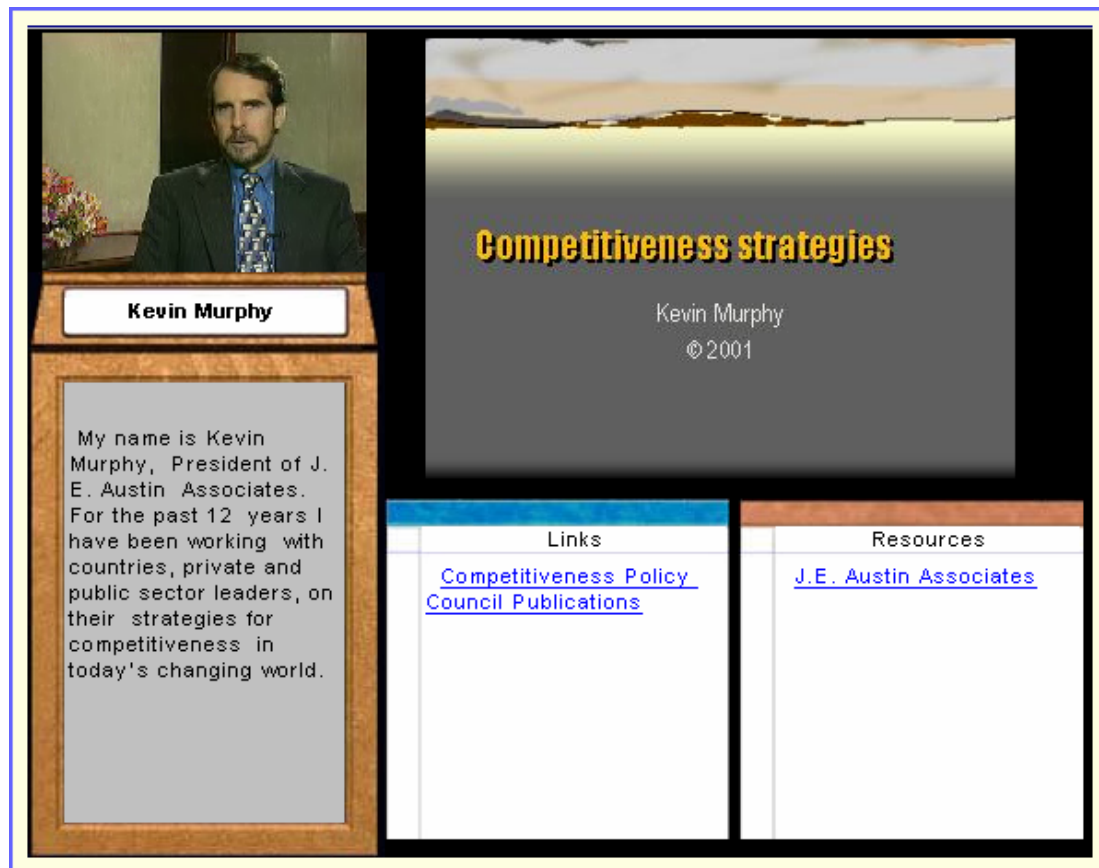 Competitiveness strategies
Kevin Murphy
© 2001
Kevin Murphy
My name is Kevin
Murphy, President of J.
E. Austin Associates.
For the past 12 years I
have been working with
countries, private and
public sector leaders, on
their strategies for
competitiveness in
today's changing world.
Links
Competitiveness Policy
Council Publications
Resources
J.E. Austin Associates